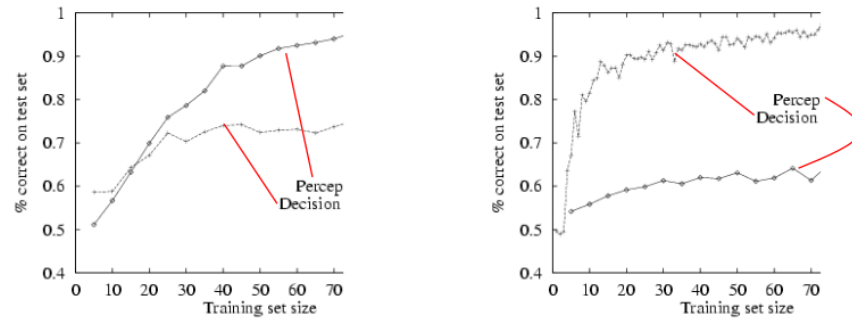 1
0.9
0.8
0.7
0.6
0.5
0.4
% correct on test set
0 10 20 30 40 50 60 70
Training set size
Percep
Decision
1
0.9
0.8
0.7
0.6
0.5
0.4
% correct on test set
0 10 20 30 40 50 60 70
Training set size
Percep
Decision